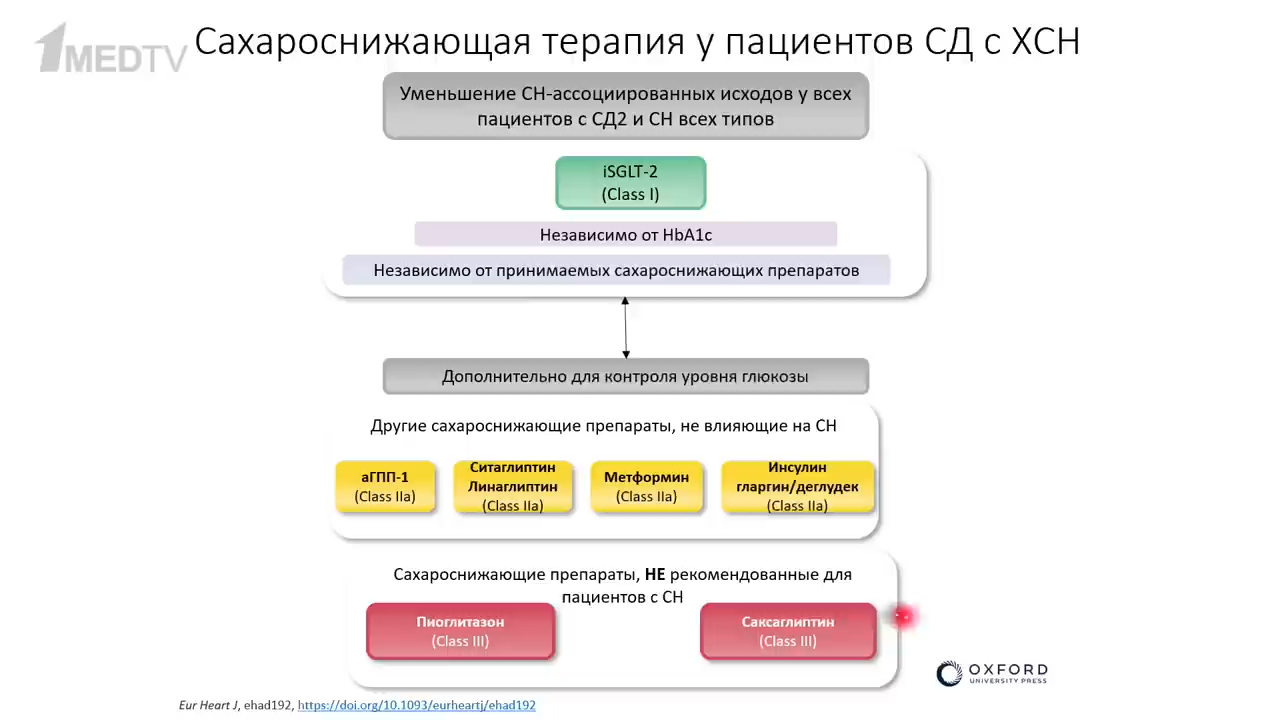 1MEDTV
Сахароснижающая терапия у пациентов СД с ХСН
Уменьшение СН-ассоциированных исходов у всех
пациентов с СД2 и СН всех типов
iSGLT-2
(Class I)
Независимо от HbA1c
Независимо от принимаемых сахароснижающих препаратов
Дополнительно для контроля уровня глюкозы
Другие сахароснижающие препараты, не влияющие на СН
аГПП-1
(Class IIa)
Ситаглиптин
Линаглиптин
(Class IIa)
Метформин
(Class IIa)
Инсулин
гларгин/деглудек
(Class IIa)
Сахароснижающие препараты, НЕ рекомендованные для
пациентов с СН
Пиоглитазон
(Class III)
Саксаглиптин
(Class III)
OXFORD
UNIVERSITY PRESS
Eur Heart J, ehad192, https://doi.org/10.1093/eurheartj/ehad192